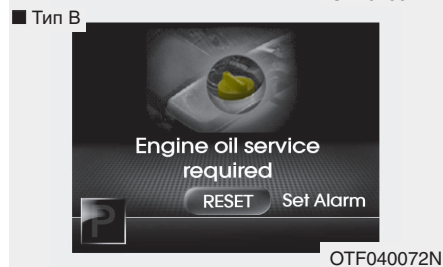 ■ Тип B
Engine oil service
required
RESET Set Alarm
P
OTF040072N